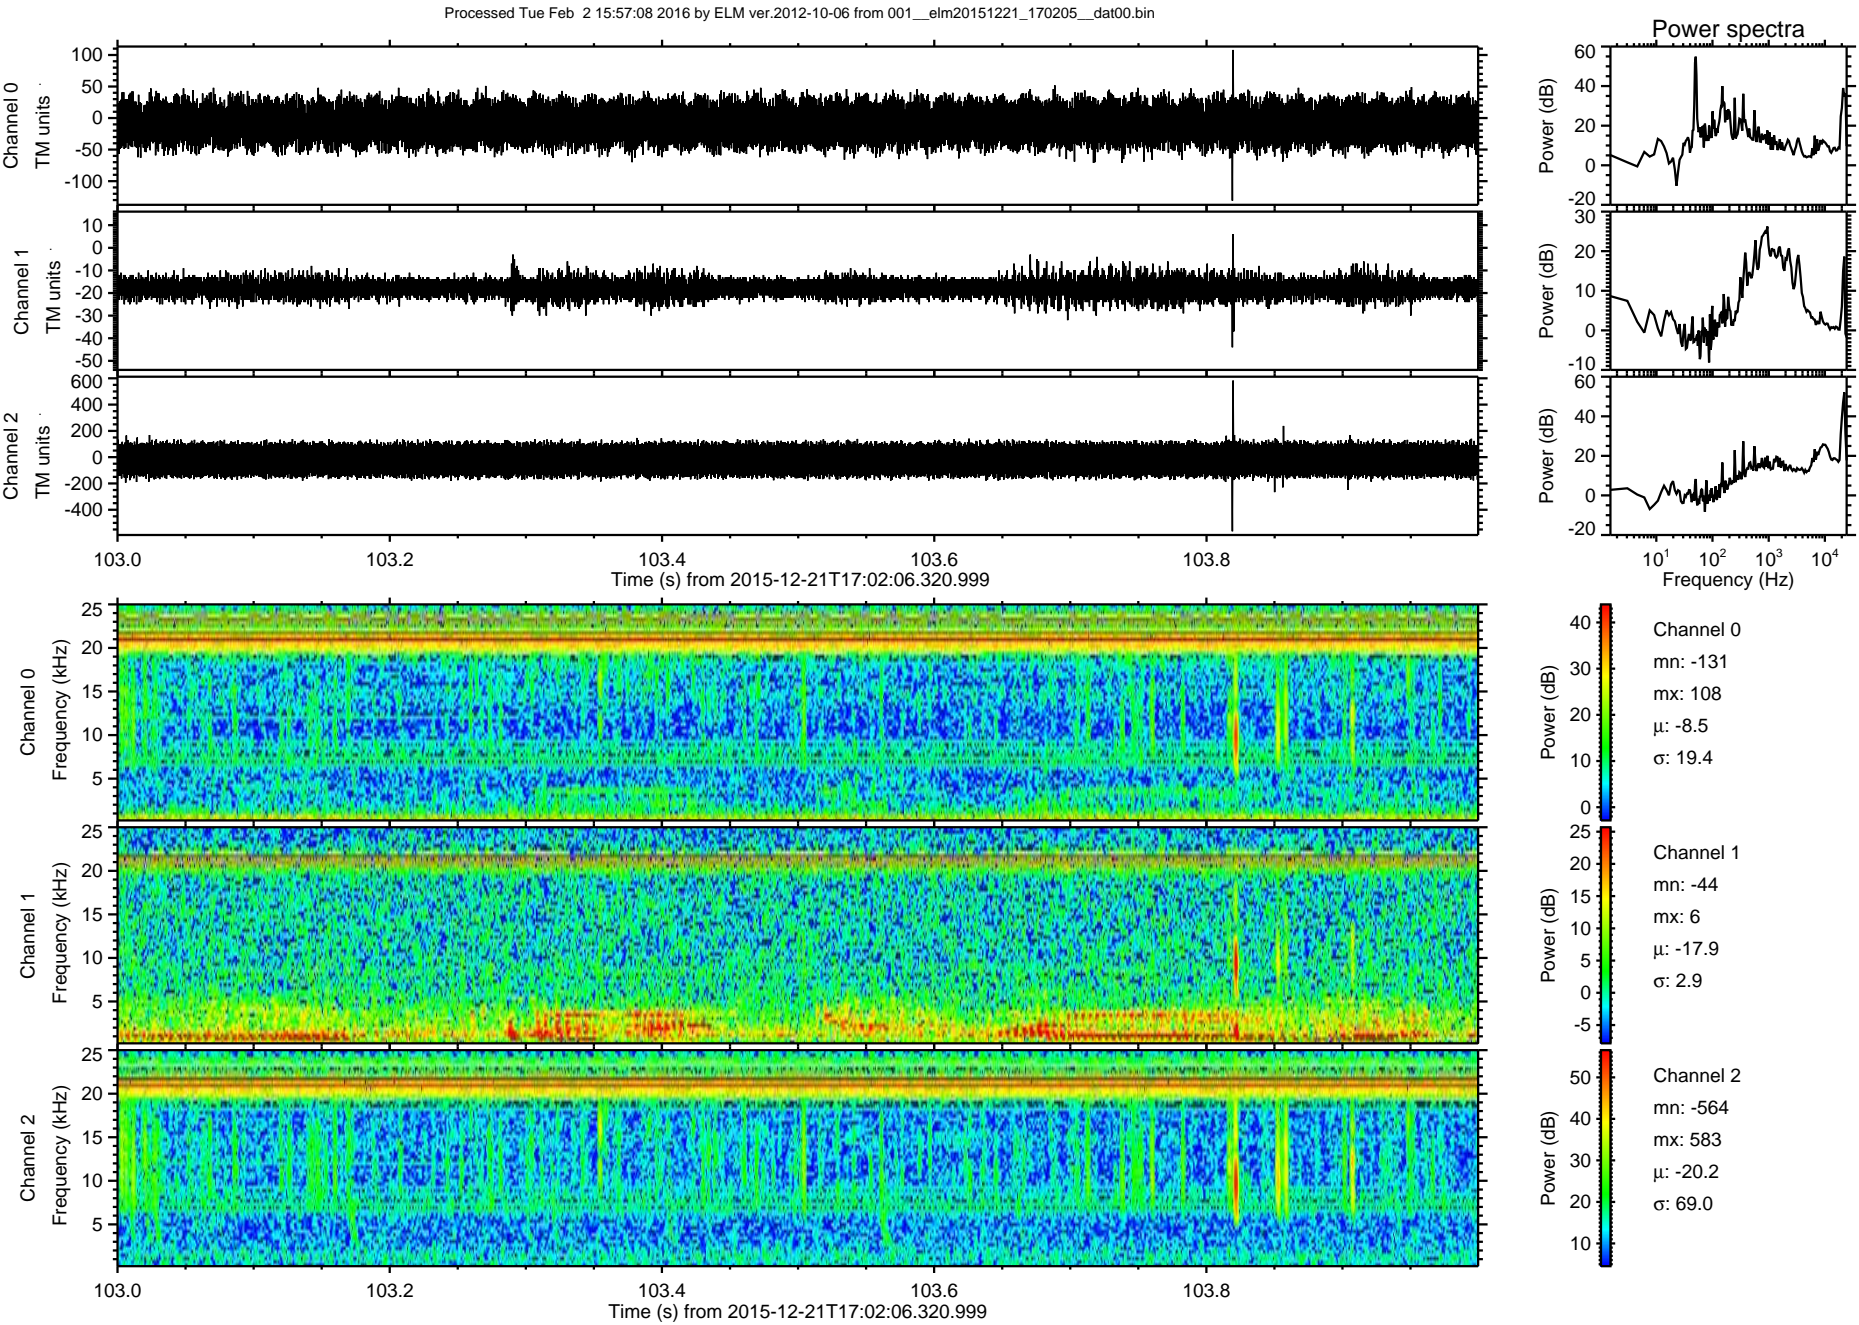 Processed Tue Feb  2 15:57:08 2016 by ELM ver.2012-10-06 from 001__elm20151221_170205__dat00.bin
Power spectra
Channel 0
TM units
100
50
0
-50
-100
Power (dB)
60
40
20
0
-20
Channel 1
TM units
10
0
-10
-20
-30
-40
-50
Power (dB)
30
20
10
0
-10
Channel 2
TM units
600
400
200
0
-200
-400
Power (dB)
60
40
20
0
-20
103.0 103.2 103.4 103.6 103.8
Time (s) from 2015-12-21T17:02:06.320.999
10^1 10^2 10^3 10^4
Frequency (Hz)
Channel 0
Frequency (kHz)
25
20
15
10
5
Power (dB)
40
30
20
10
0
Channel 0
mn: -131
mx: 108
μ: -8.5
σ: 19.4
Channel 1
Frequency (kHz)
25
20
15
10
5
Power (dB)
25
20
15
10
5
0
-5
Channel 1
mn: -44
mx: 6
μ: -17.9
σ: 2.9
Channel 2
Frequency (kHz)
25
20
15
10
5
Power (dB)
50
40
30
20
10
Channel 2
mn: -564
mx: 583
μ: -20.2
σ: 69.0
103.0 103.2 103.4 103.6 103.8
Time (s) from 2015-12-21T17:02:06.320.999